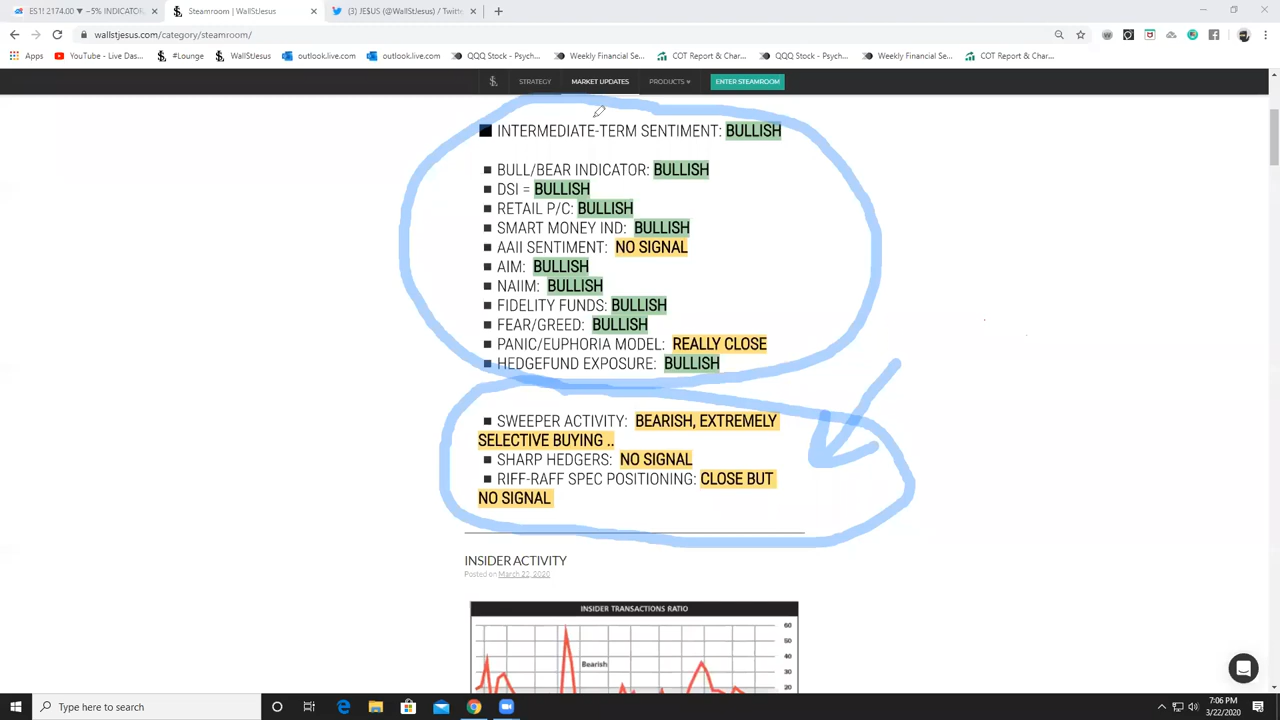 ES1! 2174.00 ▼ −5% INDICATOR
Steamroom | WallStJesus
(3) JE$US (@WallStJesus) / Twitte
wallstjesus.com/category/steamroom/
Apps
YouTube - Live Das...
#Lounge
WallStJesus
outlook.live.com
outlook.live.com
QQQ Stock - Psych...
Weekly Financial Se...
COT Report & Char...
QQQ Stock - Psych...
Weekly Financial Se...
COT Report & Char...
STRATEGY
MARKET UPDATES
PRODUCTS
ENTER STEAMROOM
INTERMEDIATE-TERM SENTIMENT: BULLISH
BULL/BEAR INDICATOR: BULLISH
DSI = BULLISH
RETAIL P/C: BULLISH
SMART MONEY IND: BULLISH
AAII SENTIMENT: NO SIGNAL
AIM: BULLISH
NAIIM: BULLISH
FIDELITY FUNDS: BULLISH
FEAR/GREED: BULLISH
PANIC/EUPHORIA MODEL: REALLY CLOSE
HEDGEFUND EXPOSURE: BULLISH
SWEEPER ACTIVITY: BEARISH, EXTREMELY
SELECTIVE BUYING ..
SHARP HEDGERS: NO SIGNAL
RIFF-RAFF SPEC POSITIONING: CLOSE BUT
NO SIGNAL
INSIDER ACTIVITY
Posted on March 22, 2020
INSIDER TRANSACTIONS RATIO
60
50
40
Bearish
30
20
Type here to search
7:06 PM
3/22/2020